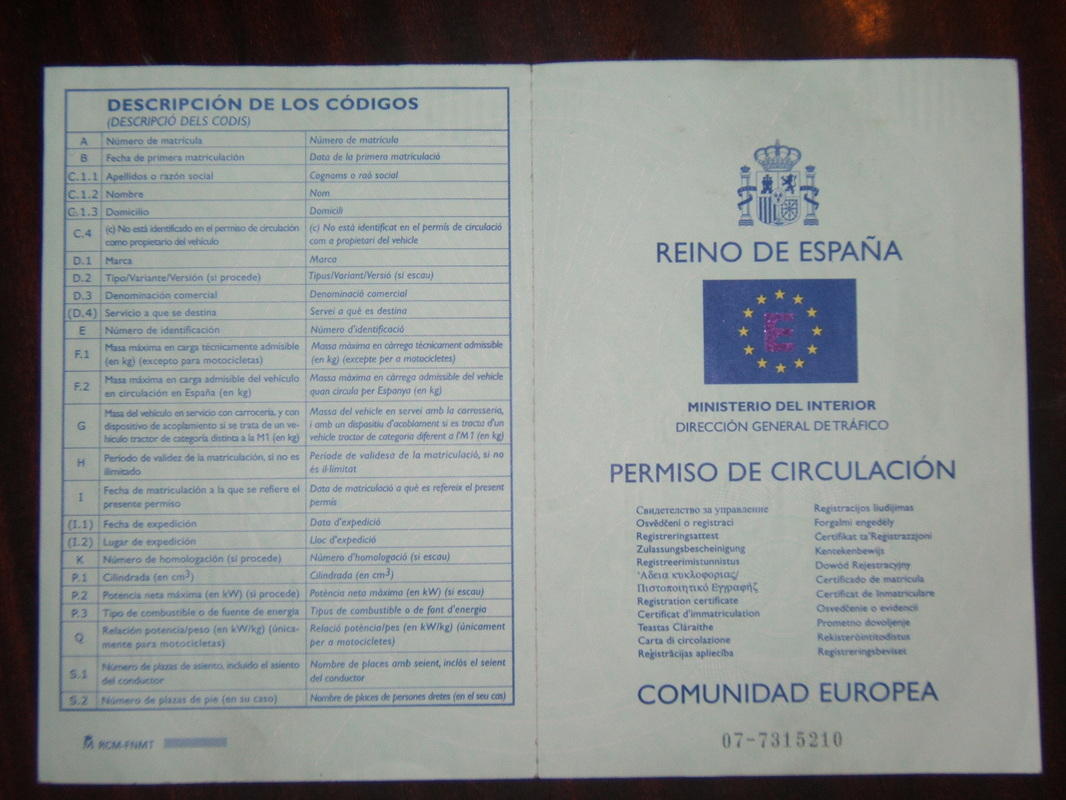 DESCRIPCIÓN DE LOS CÓDIGOS
(DESCRIPCIÓ DELS CODIS)
A Número de matrícula Número de matrícula
B Fecha de primera matriculación Data de la primera matriculació
C.1.1 Apellidos o razón social Cognoms o raó social
C.1.2 Nombre Nom
C.1.3 Domicilio Domicili
C.4 (c) No está identificado en el permiso de circulación (c) No está identificat en el permís de circulació
como propietario del vehículo com a propietari del vehicle
D.1 Marca Marca
D.2 Tipo/Variante/Versión (si procede) Tipus/Variant/Versió (si escau)
D.3 Denominación comercial Denominació comercial
(D.4) Servicio a que se destina Servei a què es destina
E Número de identificación Número d'identificació
F.1 Masa máxima en carga técnicamente admisible Massa màxima en càrrega tècnicament admissible
(en kg) (excepto para motocicletas) (en kg) (excepte per a motocicletes)
F.2 Masa máxima en carga admisible del vehículo Massa màxima en càrrega admissible del vehicle
en circulación en España (en kg) quan circula per Espanya (en kg)
G Masa del vehículo en servicio con carrocería, y con Massa del vehicle en servei amb la carrosseria,
dispositivo de acoplamiento si se trata de un ve- i amb un dispositiu d'acoblament si es tracta d'un
hículo tractor de categoría distinta a la M1 (en kg) vehicle tractor de categoria diferent a l'M1 (en kg)
H Período de validez de la matriculación, si no es Període de validesa de la matriculació, si no
ilimitado és il·limitat
I Fecha de matriculación a la que se refiere el Data de matriculació a què es refereix el present
presente permiso permís
(I.1) Fecha de expedición Data d'expedició
(I.2) Lugar de expedición Lloc d'expedició
K Número de homologación (si procede) Número d'homologació (si escau)
P.1 Cilindrada (en cm³) Cilindrada (en cm³)
P.2 Potencia neta máxima (en kW) (si procede) Potència neta màxima (en kW) (si escau)
P.3 Tipo de combustible o de fuente de energía Tipus de combustible o de font d'energia
Q Relación potencia/peso (en kW/kg) (única- Relació potència/pes (en kW/kg) (únicament
mente para motocicletas) per a motocicletes)
S.1 Número de plazas de asiento, incluido el asiento Nombre de places amb seient, inclòs el seient
del conductor del conductor
S.2 Número de plazas de pie (en su caso) Nombre de places de persones dretes (en el seu cas)
RCM-FNMT
REINO DE ESPAÑA
E
MINISTERIO DEL INTERIOR
DIRECCIÓN GENERAL DE TRÁFICO
PERMISO DE CIRCULACIÓN
Свидетелство за управление
Osvědčení o registraci
Registreringsattest
Zulassungsbescheinigung
Registreerimistunnistus
'Αδεια κυκλοφορίας/
Πιστοποιητικό Εγγραφής
Registration certificate
Certificat d'immatriculation
Teastas Cláraithe
Carta di circolazione
Reģistrācijas apliecība
Registracijos liudijimas
Forgalmi engedély
Certifikat ta'Registrazzjoni
Kentekenbewijs
Dowód Rejestracyjny
Certificado de matrícula
Certificat de Înmatriculare
Osvedčenie o evidencii
Prometno dovoljenje
Rekisteröintitodistus
Registreringsbeviset
COMUNIDAD EUROPEA
07-7315210